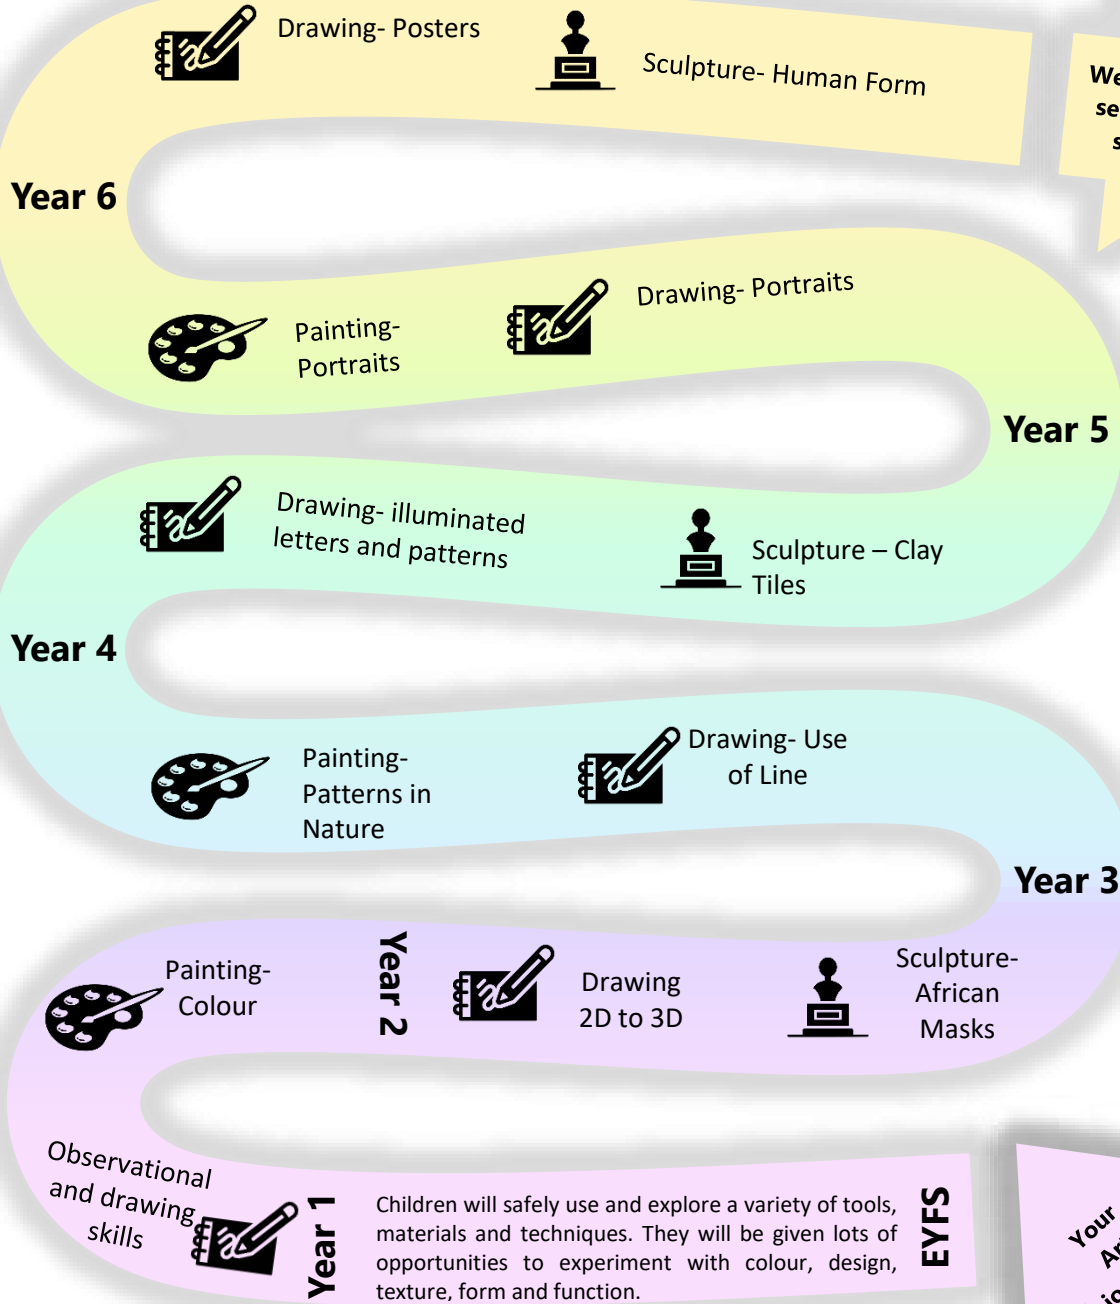 Drawing- Posters
Sculpture- Human Form
We
se
s
Year 6
Drawing- Portraits
Painting-
Portraits
Year 5
Drawing- illuminated
letters and patterns
Sculpture – Clay
Tiles
Year 4
Drawing- Use
of Line
Painting-
Patterns in
Nature
Year 3
Painting-
Colour
Year 2
Drawing
2D to 3D
Sculpture-
African
Masks
Observational
and drawing
skills
Year 1
Children will safely use and explore a variety of tools,
materials and techniques. They will be given lots of
opportunities to experiment with colour, design,
texture, form and function.
EYFS
Your